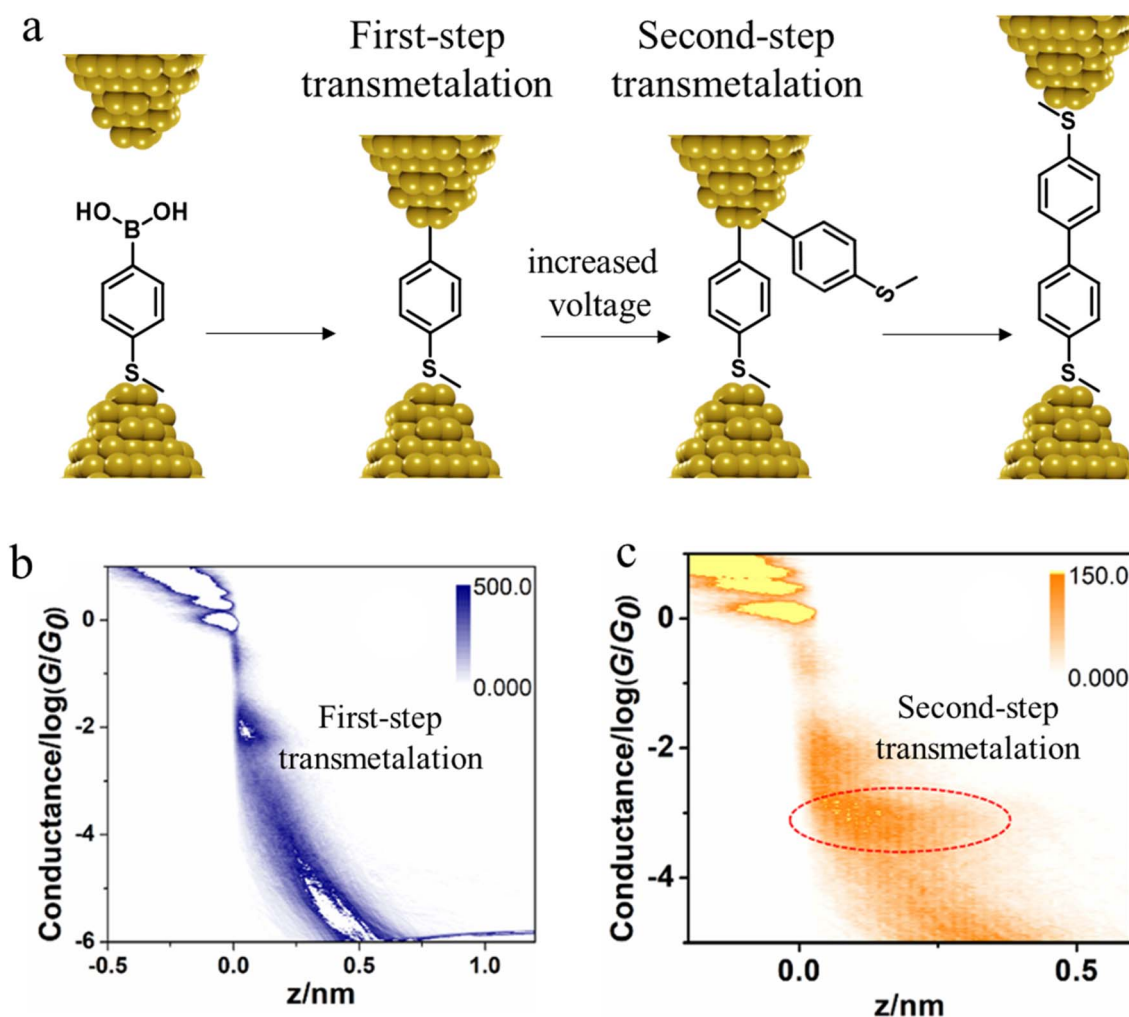 a
First-step
transmetalation
Second-step
transmetalation
HO
OH
B
S
increased
voltage
S
S
S
S
S
b
Conductance/log(G/G0)
0
-2
-4
-6
-0.5
0.0
0.5
1.0
z/nm
500.0
0.000
First-step
transmetalation
c
Conductance/log(G/G0)
0
-2
-4
0.0
0.5
z/nm
150.0
0.000
Second-step
transmetalation